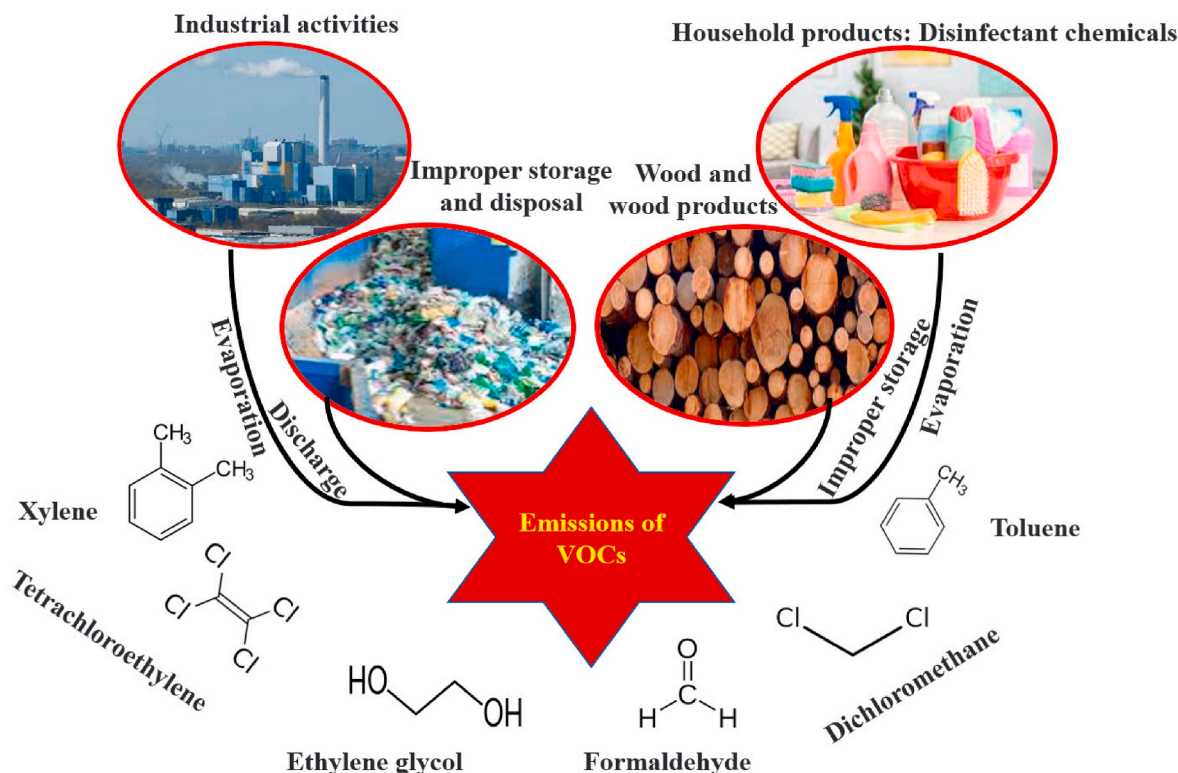 Industrial activities
Household products: Disinfectant chemicals
Improper storage
and disposal
Wood and
wood products
Evaporation
Discharge
Improper storage
Evaporation
Emissions of
VOCs
CH3
CH3
Xylene
CH3
Toluene
Cl
Cl
Cl
Cl
Tetrachloroethylene
Cl
Cl
Dichloromethane
HO
OH
Ethylene glycol
O
C
H
H
Formaldehyde